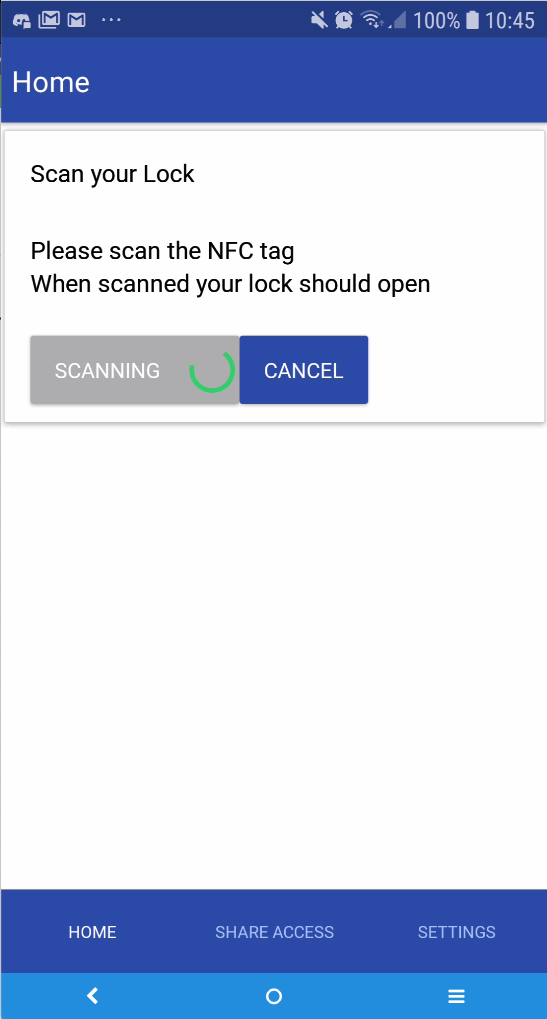 100% 10:45
Home
Scan your Lock
Please scan the NFC tag
When scanned your lock should open
SCANNING CANCEL
HOME SHARE ACCESS SETTINGS